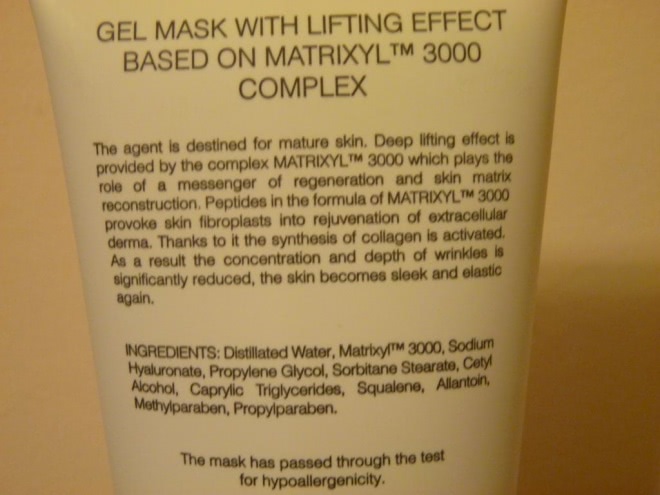 GEL MASK WITH LIFTING EFFECT
BASED ON MATRIXYL™ 3000
COMPLEX
The agent is destined for mature skin. Deep lifting effect is
provided by the complex MATRIXYL™ 3000 which plays the
role of a messenger of regeneration and skin matrix
reconstruction. Peptides in the formula of MATRIXYL™ 3000
provoke skin fibroplasts into rejuvenation of extracellular
derma. Thanks to it the synthesis of collagen is activated.
As a result the concentration and depth of wrinkles is
significantly reduced, the skin becomes sleek and elastic
again.
INGREDIENTS: Distillated Water, Matrixyl™ 3000, Sodium
Hyaluronate, Propylene Glycol, Sorbitane Stearate, Cetyl
Alcohol, Caprylic Triglycerides, Squalene, Allantoin,
Methylparaben, Propylparaben.
The mask has passed through the test
for hypoallergenicity.